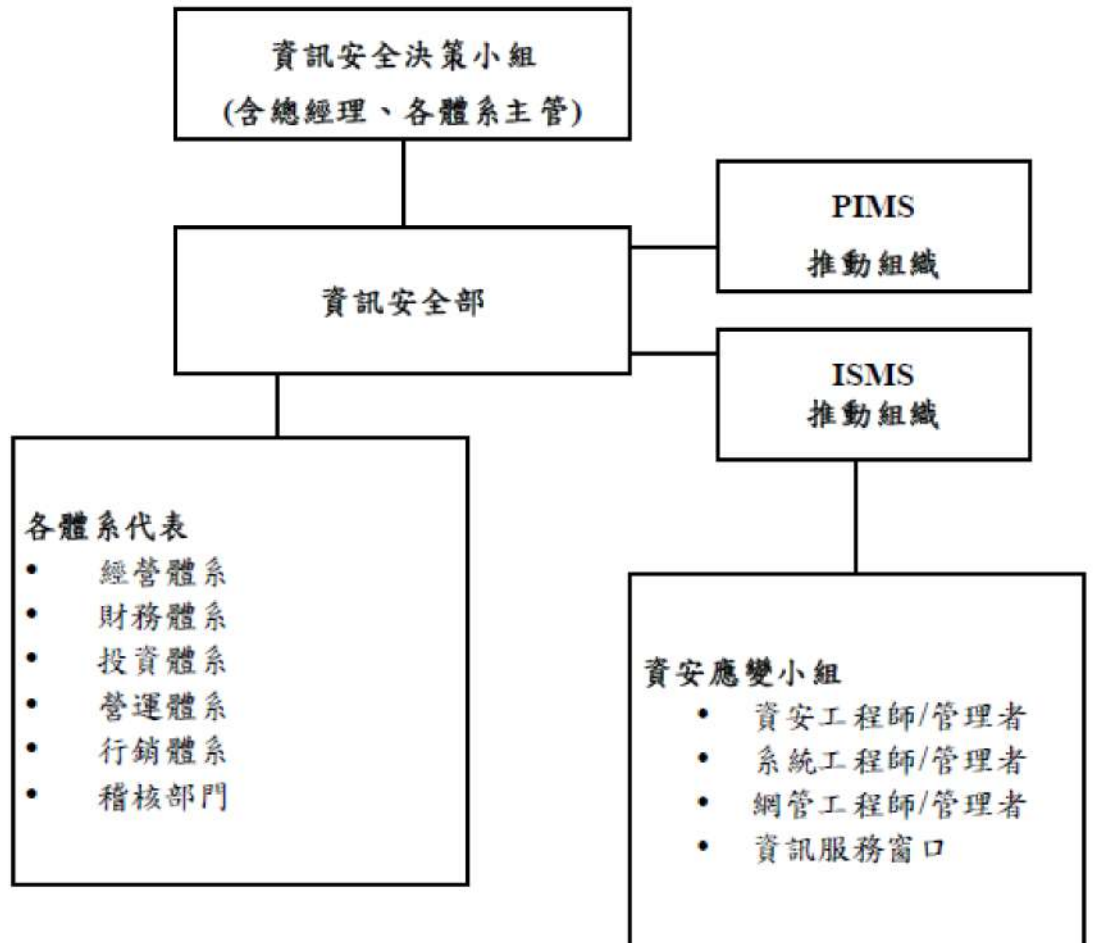 資訊安全決策小組
(含總經理、各體系主管)
PIMS
推動組織
資訊安全部
ISMS
推動組織
各體系代表
• 經營體系
• 財務體系
• 投資體系
• 營運體系
• 行銷體系
• 稽核部門
資安應變小組
• 資安工程師/管理者
• 系統工程師/管理者
• 網管工程師/管理者
• 資訊服務窗口